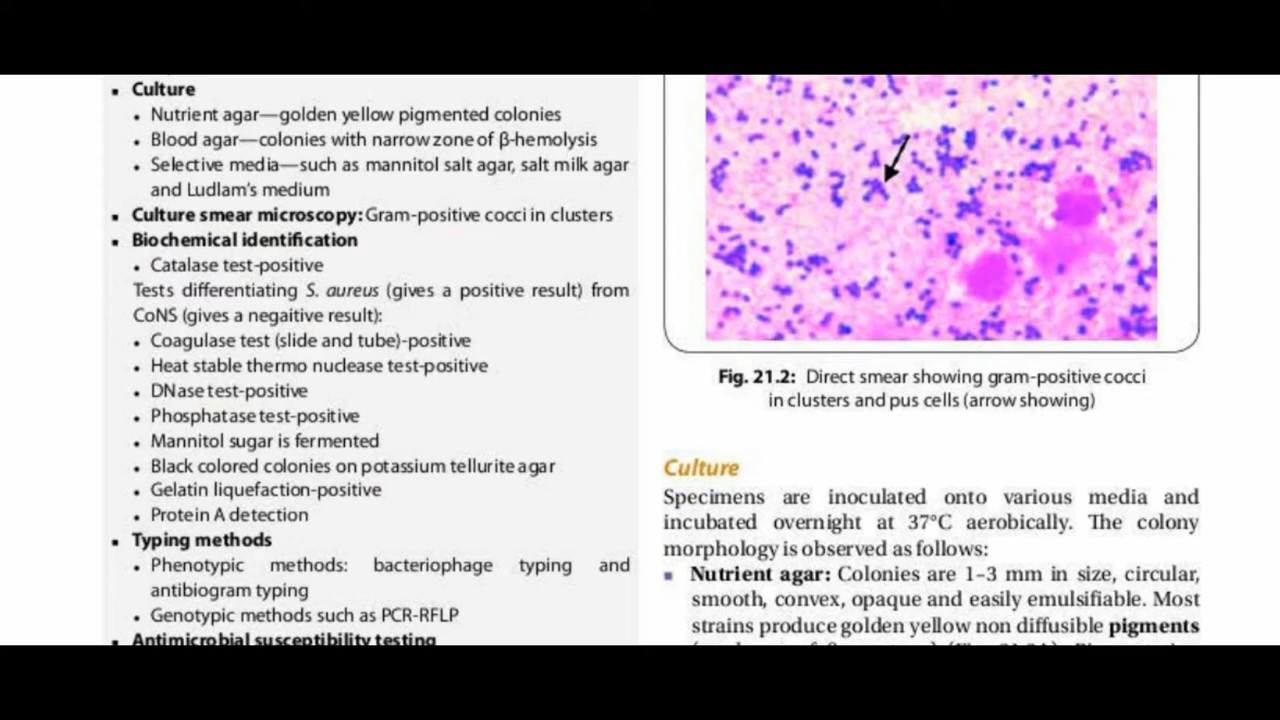 Culture
Nutrient agar—golden yellow pigmented colonies
Blood agar—colonies with narrow zone of β-hemolysis
Selective media—such as mannitol salt agar, salt milk agar
and Ludlam's medium
Culture smear microscopy: Gram-positive cocci in clusters
Biochemical identification
Catalase test-positive
Tests differentiating S. aureus (gives a positive result) from
CoNS (gives a negaitive result):
Coagulase test (slide and tube)-positive
Heat stable thermo nuclease test-positive
DNase test-positive
Phosphatase test-positive
Mannitol sugar is fermented
Black colored colonies on potassium tellurite agar
Gelatin liquefaction-positive
Protein A detection
Typing methods
Phenotypic methods: bacteriophage typing and
antibiogram typing
Genotypic methods such as PCR-RFLP
Antimicrobial susceptibility testing
Fig. 21.2: Direct smear showing gram-positive cocci
in clusters and pus cells (arrow showing)
Culture
Specimens are inoculated onto various media and
incubated overnight at 37°C aerobically. The colony
morphology is observed as follows:
Nutrient agar: Colonies are 1–3 mm in size, circular,
smooth, convex, opaque and easily emulsifiable. Most
strains produce golden yellow non diffusible pigments